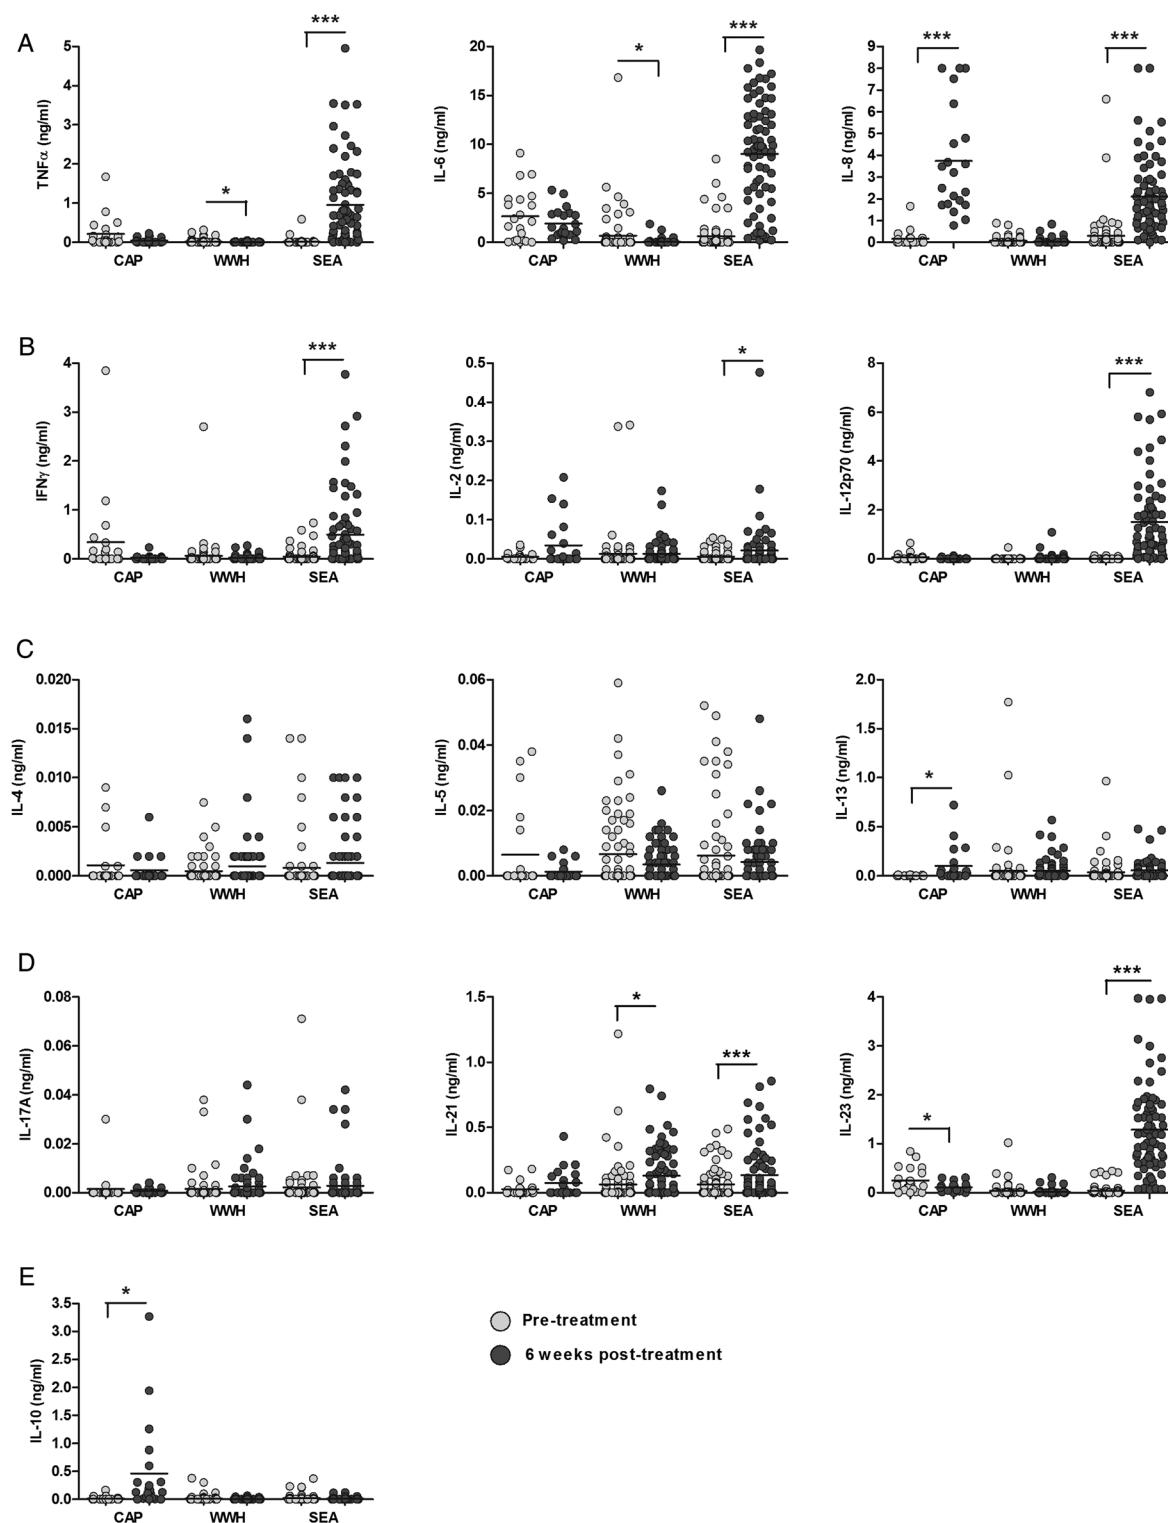 A
***
*
***
***
***
TNFα (ng/ml)
5
4
3
2
1
0
CAP WWH SEA
IL-6 (ng/ml)
20
15
10
5
0
CAP WWH SEA
IL-8 (ng/ml)
9
8
7
6
5
4
3
2
1
0
CAP WWH SEA
B
***
*
***
IFNγ (ng/ml)
4
3
2
1
0
CAP WWH SEA
IL-2 (ng/ml)
0.5
0.4
0.3
0.2
0.1
0.0
CAP WWH SEA
IL-12p70 (ng/ml)
8
6
4
2
0
CAP WWH SEA
C
IL-4 (ng/ml)
0.020
0.015
0.010
0.005
0.000
CAP WWH SEA
IL-5 (ng/ml)
0.06
0.04
0.02
0.00
CAP WWH SEA
*
IL-13 (ng/ml)
2.0
1.5
1.0
0.5
0.0
CAP WWH SEA
D
IL-17A (ng/ml)
0.08
0.06
0.04
0.02
0.00
CAP WWH SEA
*
***
IL-21 (ng/ml)
1.5
1.0
0.5
0.0
CAP WWH SEA
*
***
IL-23 (ng/ml)
4
3
2
1
0
CAP WWH SEA
E
*
IL-10 (ng/ml)
3.5
3.0
2.5
2.0
1.5
1.0
0.5
0.0
CAP WWH SEA
Pre-treatment
6 weeks post-treatment